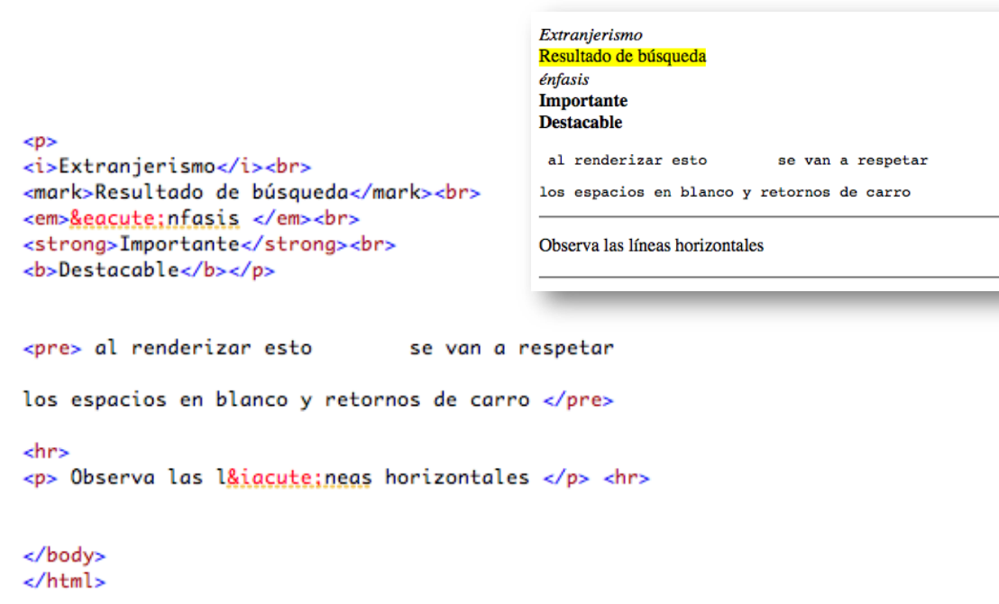 Extranjerismo
Resultado de búsqueda
énfasis
Importante
Destacable
al renderizar esto        se van a respetar
los espacios en blanco y retornos de carro
Observa las líneas horizontales
<p>
<i>Extranjerismo</i><br>
<mark>Resultado de búsqueda</mark><br>
<em>&eacute;nfasis </em><br>
<strong>Importante</strong><br>
<b>Destacable</b></p>
<pre> al renderizar esto        se van a respetar
los espacios en blanco y retornos de carro </pre>
<hr>
<p> Observa las l&iacute;neas horizontales </p> <hr>
</body>
</html>